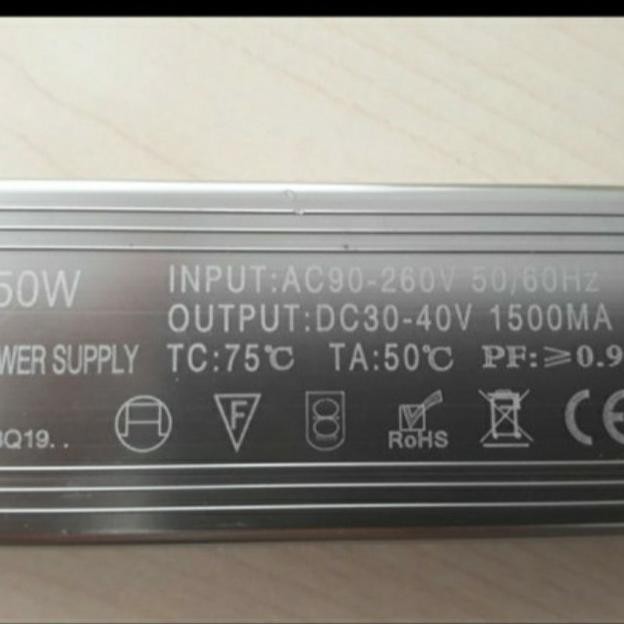 50W
INPUT:AC90-260V 50/60Hz
OUTPUT:DC30-40V 1500MA
WER SUPPLY
TC:75℃ TA:50℃ PF:≥0.9
Q19..
F
RoHS
CE